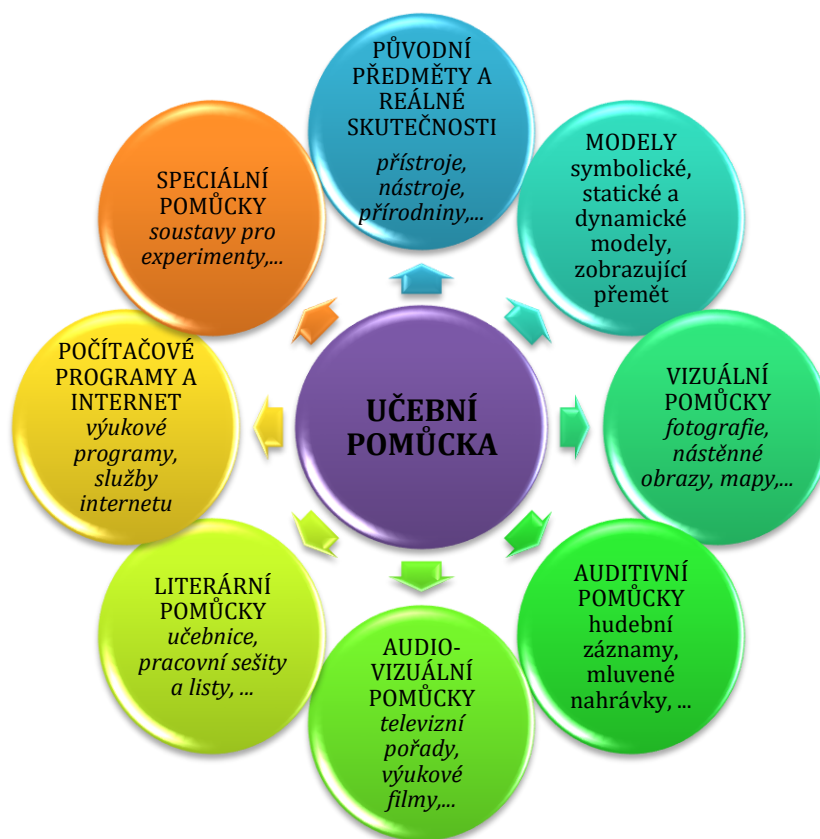 PŮVODNÍ
PŘEDMĚTY A
REÁLNÉ
SKUTEČNOSTI
přístroje,
nástroje,
přírodniny,...
MODELY
symbolické,
statické a
dynamické
modely,
zobrazující
přemět
VIZUÁLNÍ
POMŮCKY
fotografie,
nástěnné
obrazy, mapy,...
AUDITIVNÍ
POMŮCKY
hudební
záznamy,
mluvené
nahrávky, ...
AUDIO-
VIZUÁLNÍ
POMŮCKY
televizní
pořady,
výukové
filmy,...
LITERÁRNÍ
POMŮCKY
učebnice,
pracovní sešity
a listy, ...
POČÍTAČOVÉ
PROGRAMY A
INTERNET
výukové
programy,
služby
internetu
SPECIÁLNÍ
POMŮCKY
soustavy pro
experimenty,...
UČEBNÍ
POMŮCKA